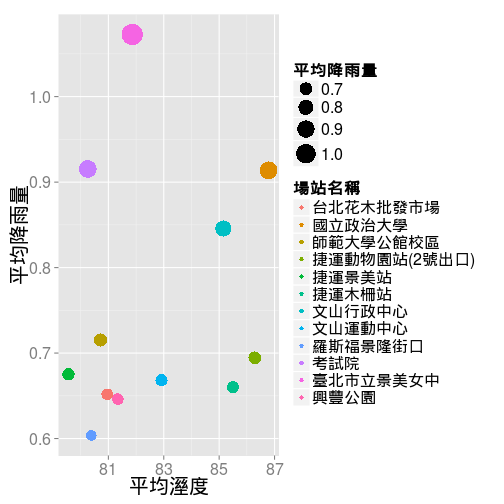 平均降雨量
1.0
0.9
0.8
0.7
0.6
81
83
85
87
平均溼度
平均降雨量
0.7
0.8
0.9
1.0
場站名稱
台北花木批發市場
國立政治大學
師範大學公館校區
捷運動物園站(2號出口)
捷運景美站
捷運木柵站
文山行政中心
文山運動中心
羅斯福景隆街口
考試院
臺北市立景美女中
興豐公園